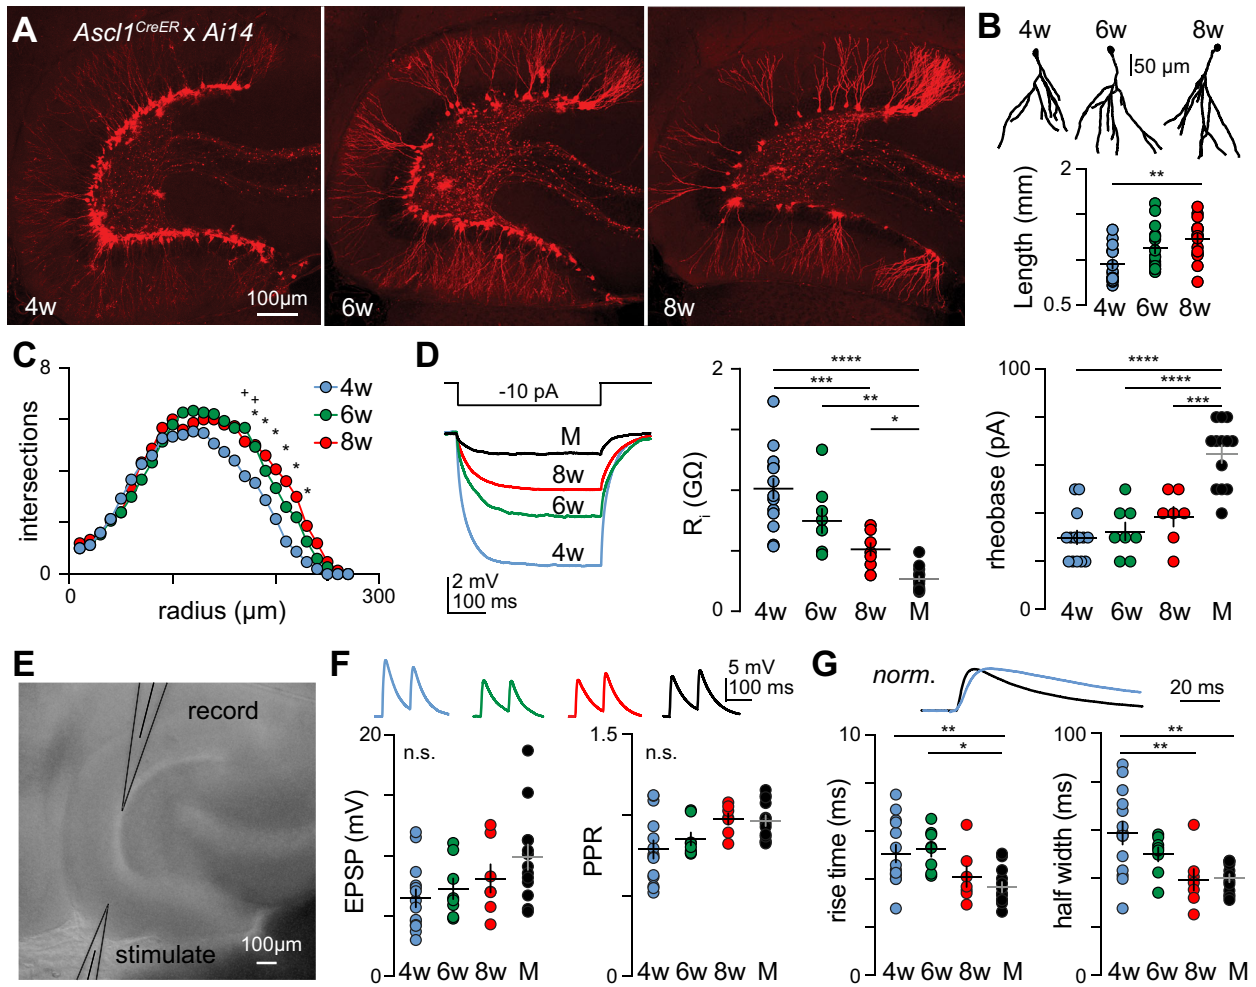 A
Ascl1CreER x Ai14
4w
100µm
6w
8w
B
4w 6w 8w
50 µm
2
**
Length (mm)
0.5
4w 6w 8w
C
8
intersections
0
0 radius (µm) 300
4w
6w
8w
+
+
*
*
*
*
*
*
D
-10 pA
M
8w
6w
4w
2 mV
100 ms
2
****
***
**
*
Ri (GΩ)
0
4w 6w 8w M
100
****
****
***
rheobase (pA)
0
4w 6w 8w M
E
record
stimulate
100µm
F
5 mV
100 ms
20
n.s.
EPSP (mV)
0
4w 6w 8w M
1.5
n.s.
PPR
0
4w 6w 8w M
G
norm.
20 ms
10
**
*
rise time (ms)
0
4w 6w 8w M
100
**
**
half width (ms)
0
4w 6w 8w M